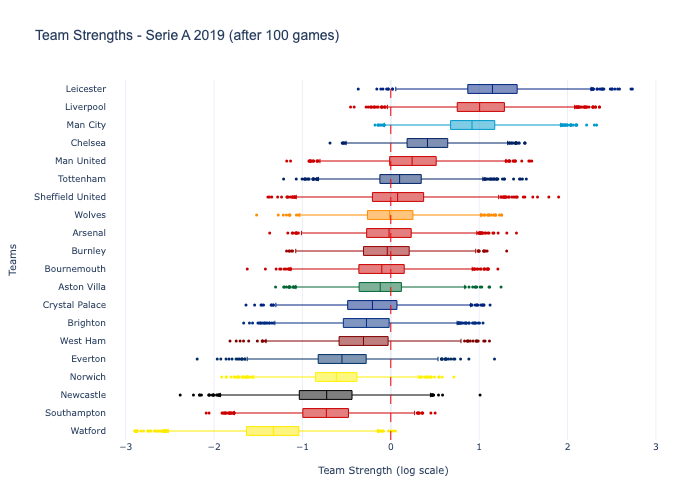 Team Strengths - Serie A 2019 (after 100 games)
Leicester
Liverpool
Man City
Chelsea
Man United
Tottenham
Sheffield United
Wolves
Arsenal
Burnley
Bournemouth
Aston Villa
Crystal Palace
Brighton
West Ham
Everton
Norwich
Newcastle
Southampton
Watford
Teams
−3 −2 −1 0 1 2 3
Team Strength (log scale)